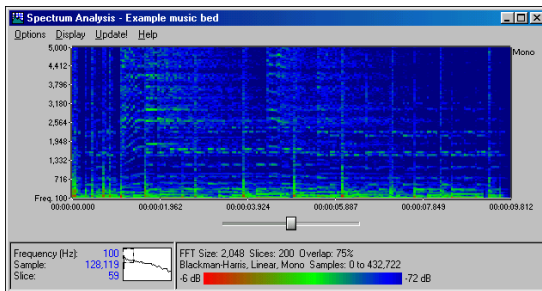 Spectrum Analysis - Example music bed
Options Display Update! Help
5,000
Mono
4,412
3,796
3,180
2,564
1,948
1,332
716
Freq. 100
00:00:00.000 00:00:01.962 00:00:03.924 00:00:05.887 00:00:07.849 00:00:09.812
Frequency (Hz): 100
Sample: 128,119
Slice: 59
FFT Size: 2,048 Slices: 200 Overlap: 75%
Blackman-Harris, Linear, Mono Samples: 0 to 432,722
-6 dB -72 dB